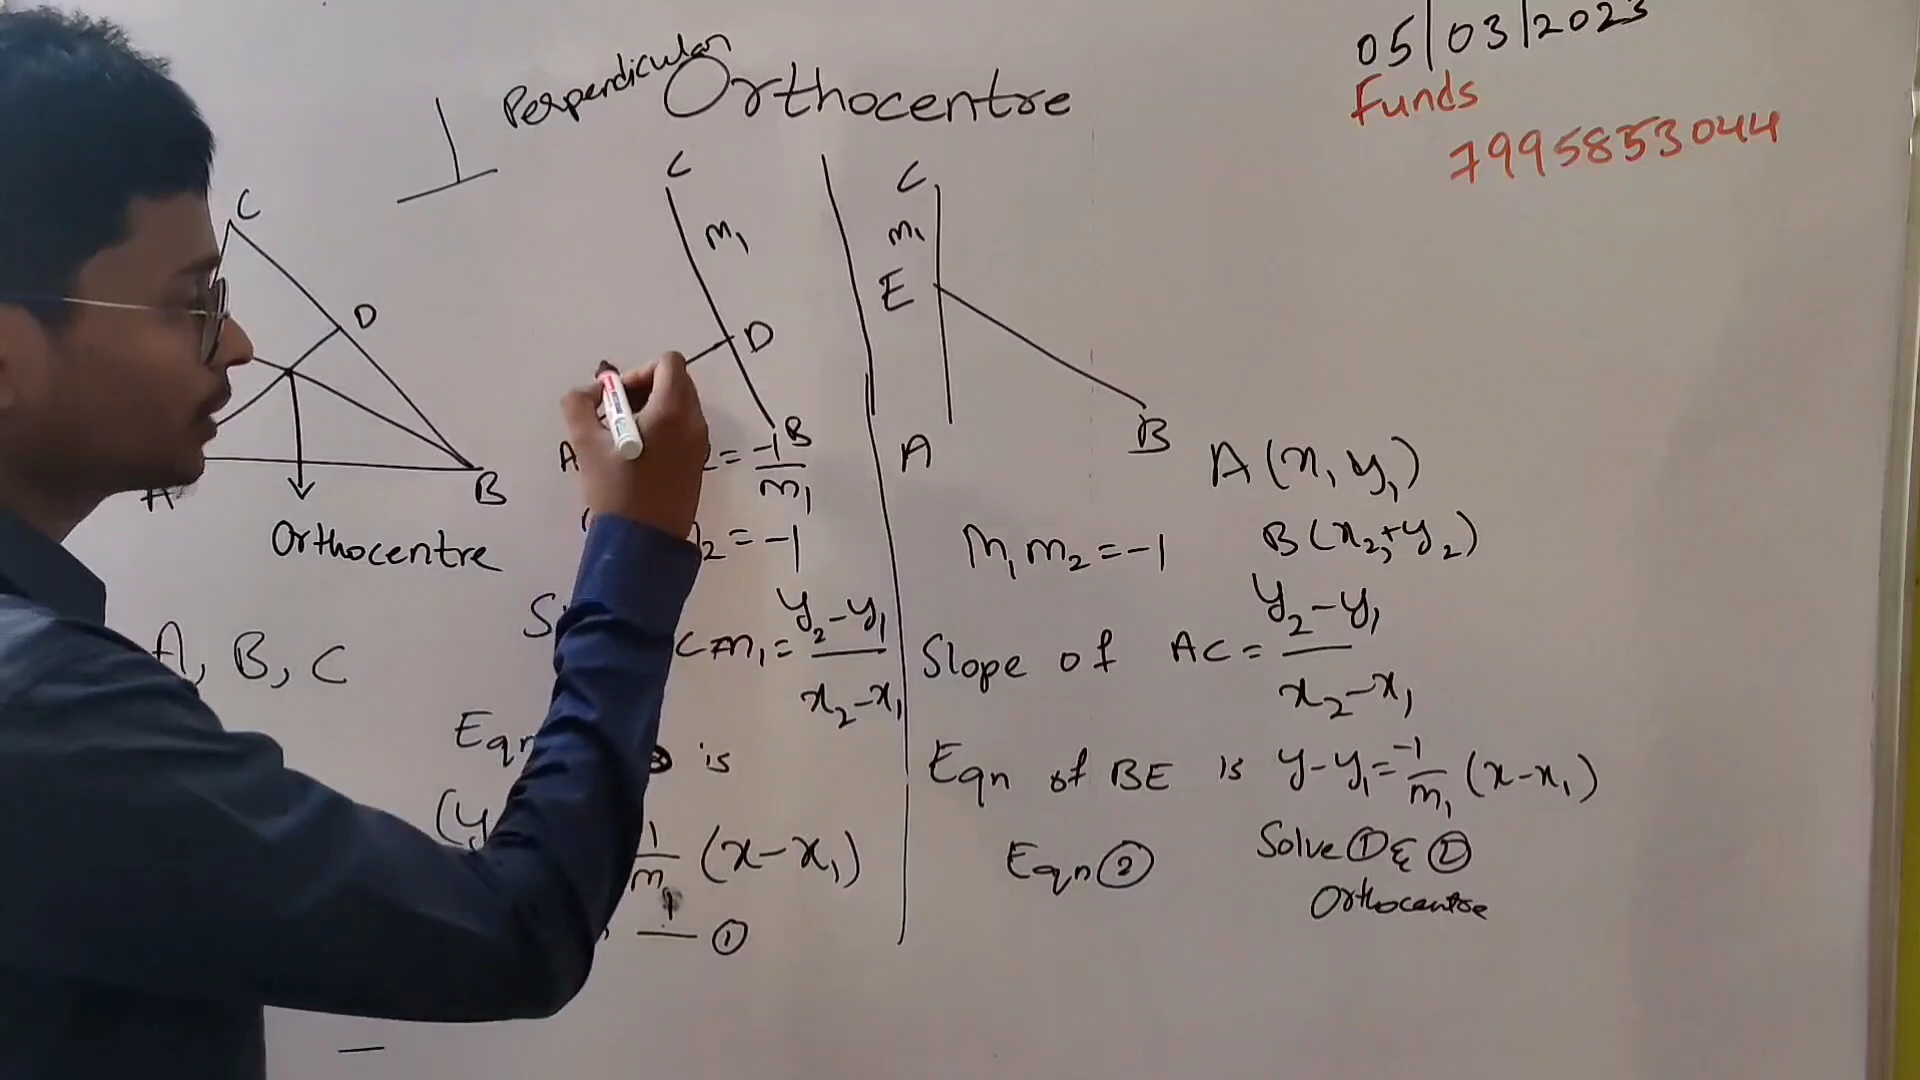 05/03/2023
Perpendicular
Orthocentre
Funds
7995853044
C
D
A
B
Orthocentre
A, B, C
C
m₁
D
B
A
= -1/m₁
= -1
m₁ = y₂-y₁/x₂-x₁
Eqn is
(y 1/m₁ (x-x₁)
①
C
m₁
E
A
B
A(x₁ y₁)
m₁m₂ = -1
B(x₂, y₂)
Slope of AC = y₂-y₁/x₂-x₁
Eqn of BE is y-y₁ = -1/m₁ (x-x₁)
Eqn ②
Solve ① & ②
Orthocentre